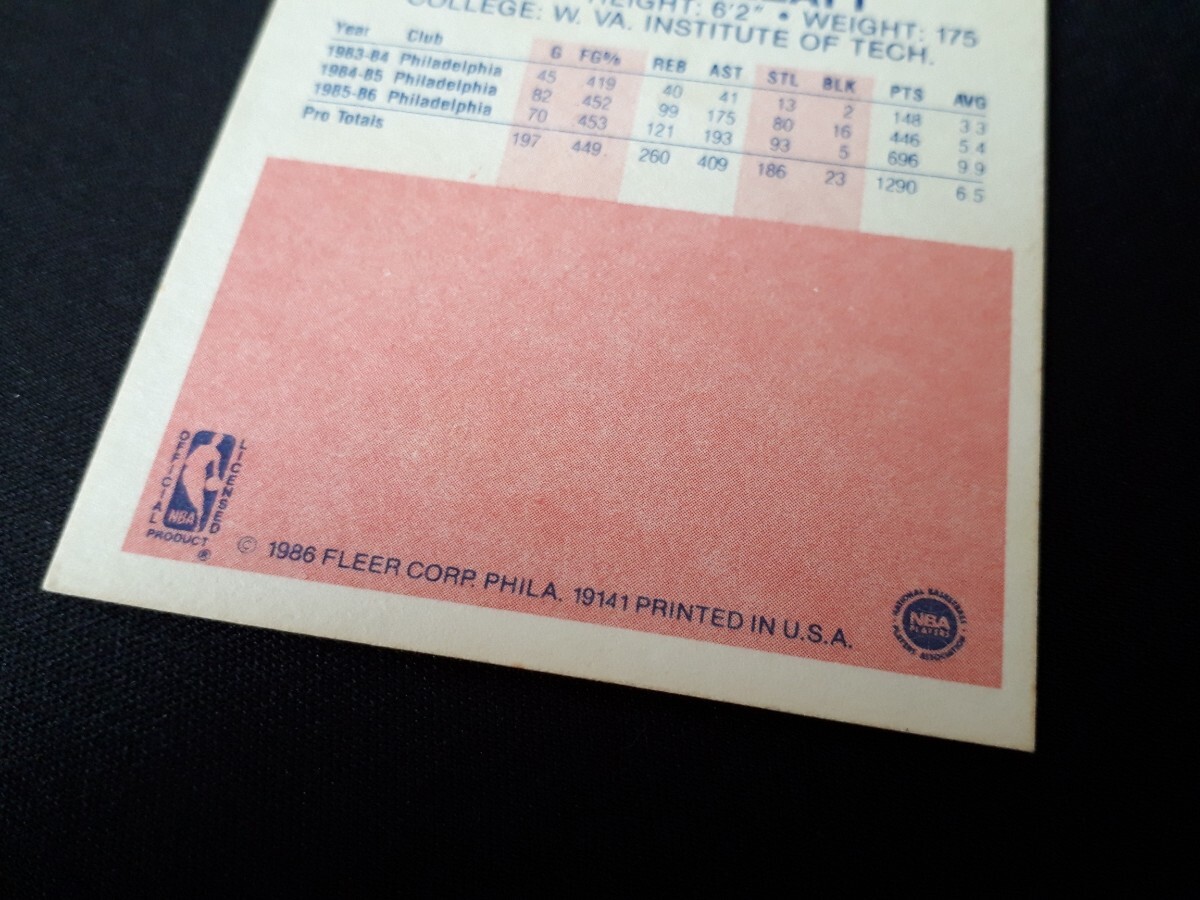 HEIGHT: 6'2" • WEIGHT: 175
COLLEGE: W. VA. INSTITUTE OF TECH.
Year Club G FG% REB AST STL BLK PTS AVG
1983-84 Philadelphia 45 419 40 41 13 2 148 3 3
1984-85 Philadelphia 82 452 99 175 80 16 446 5 4
1985-86 Philadelphia 70 453 121 193 93 5 696 9 9
Pro Totals 197 449 260 409 186 23 1290 6 5
OFFICIAL
LICENSED
NBA
PRODUCT
®
© 1986 FLEER CORP. PHILA. 19141 PRINTED IN U.S.A.
NATIONAL BASKETBALL
NBA
PLAYERS
PLAYERS ASSOCIATION